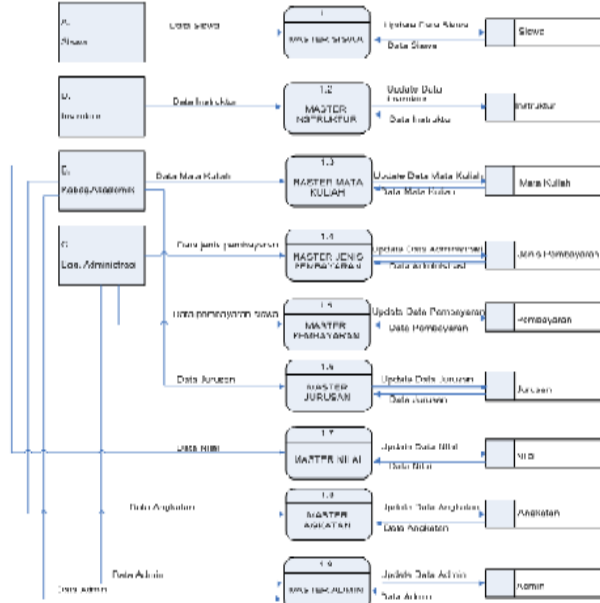 A.
Siswa
Data Siswa
MASTER SISWA
Update Data Siswa
Data Siswa
Siswa
Instruktur
Data Instruktur
1.2
MASTER
INSTRUKTUR
Update Data
Instruktur
Data Instruktur
Instruktur
Data Mata Kuliah
1.3
MASTER MATA
KULIAH
Update Data Mata Kuliah
Data Mata Kuliah
Mata Kuliah
Administrasi
Data jenis pembayaran
1.4
MASTER JENIS
PEMBAYARAN
Update Data Administrasi
Data Administrasi
Jenis Pembayaran
Data pembayaran siswa
1.5
MASTER
PEMBAYARAN
Update Data Pembayaran
Data Pembayaran
Pembayaran
Data Jurusan
1.6
MASTER
JURUSAN
Update Data Jurusan
Data Jurusan
Jurusan
Data Nilai
1.7
MASTER NILAI
Update Data Nilai
Data Nilai
Nilai
Data Angkatan
1.8
MASTER
AGKATAN
Update Data Angkatan
Data Angkatan
Angkatan
Data Admin
Data Admin
1.9
MASTER ADMIN
Update Data Admin
Data Admin
Admin